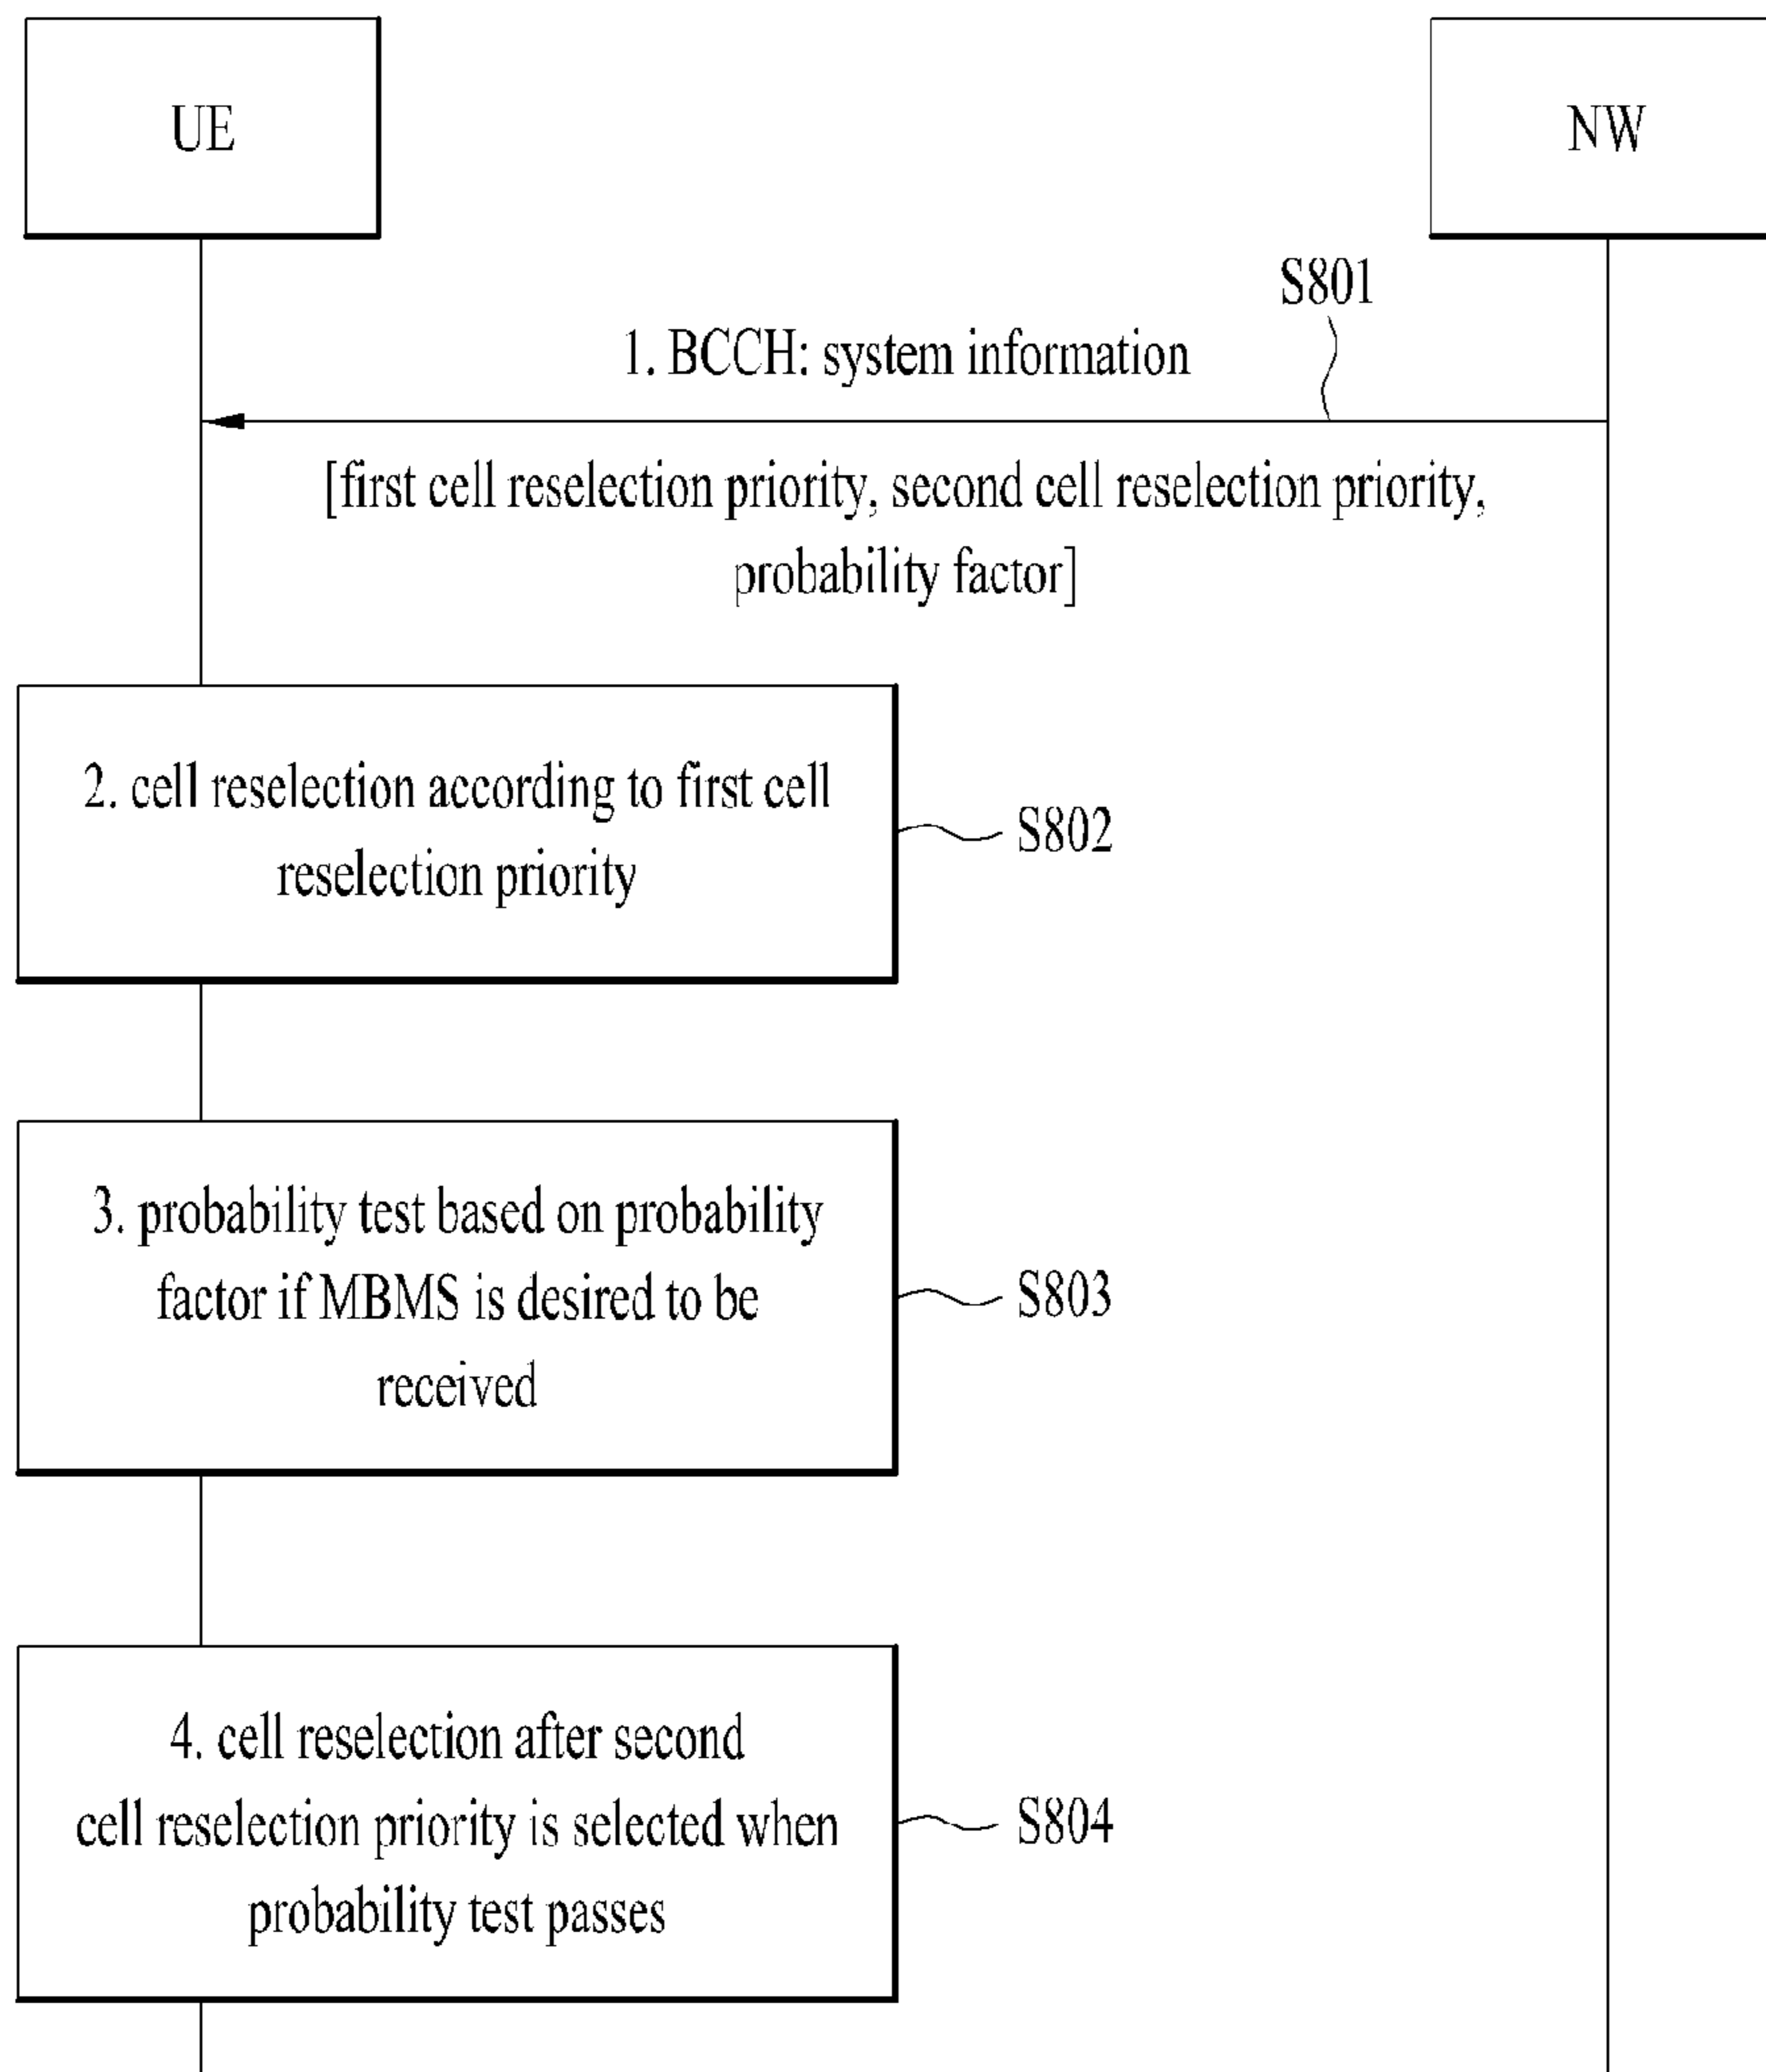 UE
NW
S801
1. BCCH: system information
[first cell reselection priority, second cell reselection priority,
probability factor]
2. cell reselection according to first cell
reselection priority
S802
3. probability test based on probability
factor if MBMS is desired to be
received
S803
4. cell reselection after second
cell reselection priority is selected when
probability test passes
S804